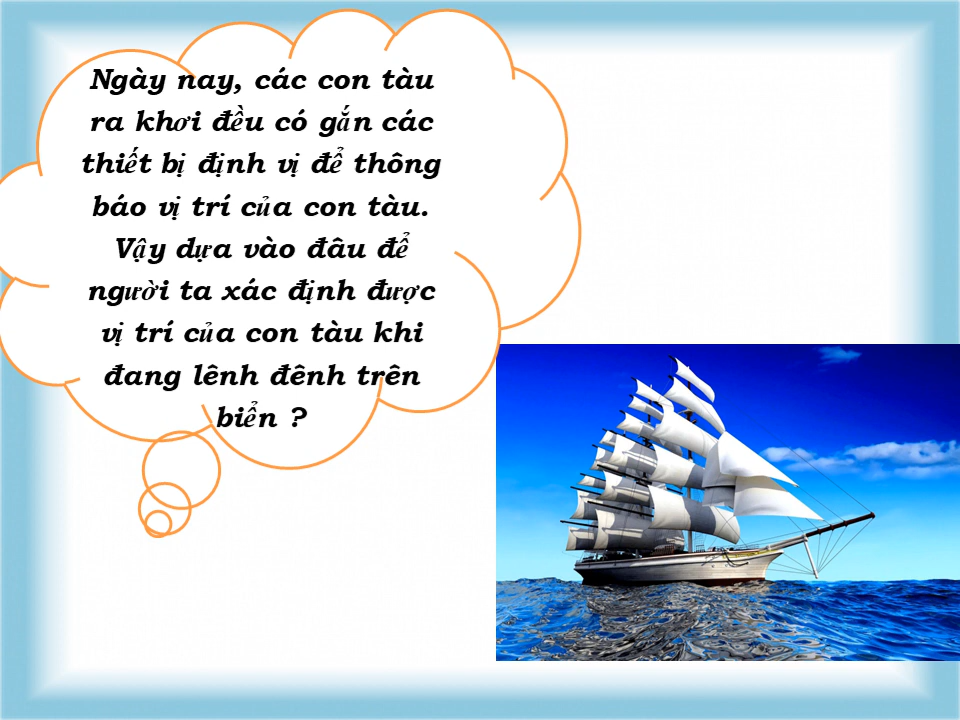 Ngày nay, các con tàu
ra khơi đều có gắn các
thiết bị định vị để thông
báo vị trí của con tàu.
Vậy dựa vào đâu để
người ta xác định được
vị trí của con tàu khi
đang lênh đênh trên
biển ?